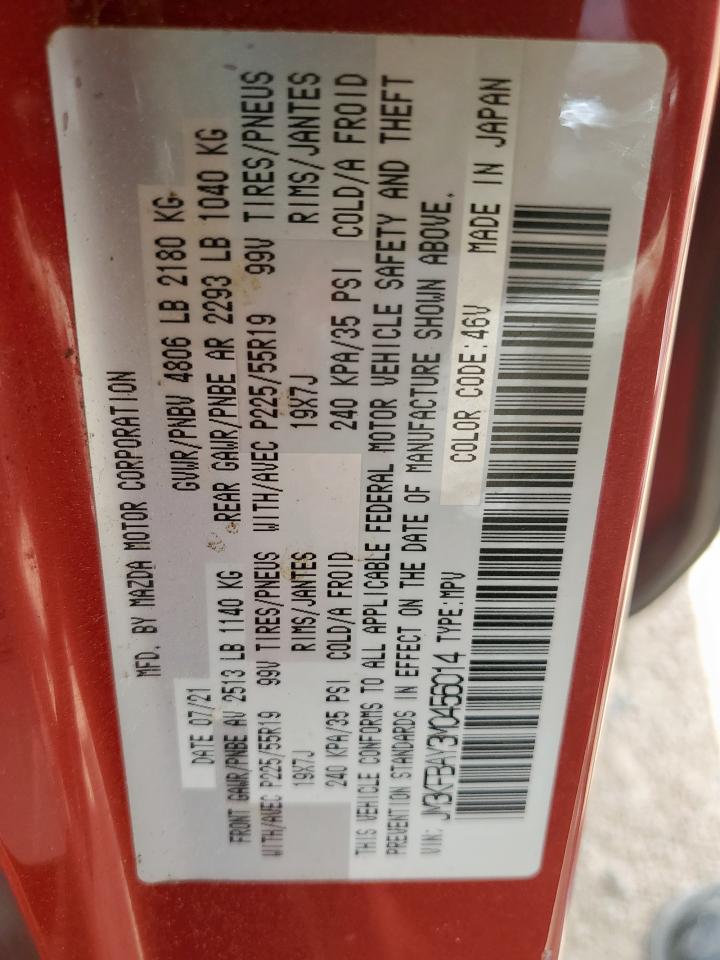 MFD. BY MAZDA MOTOR CORPORATION
DATE 07/21 GVWR/PNBV 4806 LB 2180 KG
FRONT GAWR/PNBE AV 2513 LB 1140 KG REAR GAWR/PNBE AR 2293 LB 1040 KG
WITH/AVEC P225/55R19 99V TIRES/PNEUS WITH/AVEC P225/55R19 99V TIRES/PNEUS
19X7J RIMS/JANTES 19X7J RIMS/JANTES
240 KPA/35 PSI COLD/A FROID 240 KPA/35 PSI COLD/A FROID
THIS VEHICLE CONFORMS TO ALL APPLICABLE FEDERAL MOTOR VEHICLE SAFETY AND THEFT
PREVENTION STANDARDS IN EFFECT ON THE DATE OF MANUFACTURE SHOWN ABOVE.
VIN: JM3KFBAY3M0456014 TYPE:MPV COLOR CODE:46V MADE IN JAPAN